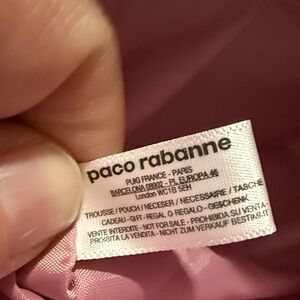 paco rabanne
PUIG FRANCE - PARIS
BARCELONA 08902 - PL EUROPA 46
London WC1B 5EH
TROUSSE / POUCH / NECESER / NECESSAIRE / TASCHE
CADEAU - GIFT - REGALO - REGALO - GESCHENK
VENTE INTERDITE - NOT FOR SALE - PROHIBIDA SU VENTA -
PROIBITA LA VENDITA - NICHT ZUM VERKAUF BESTIMMT